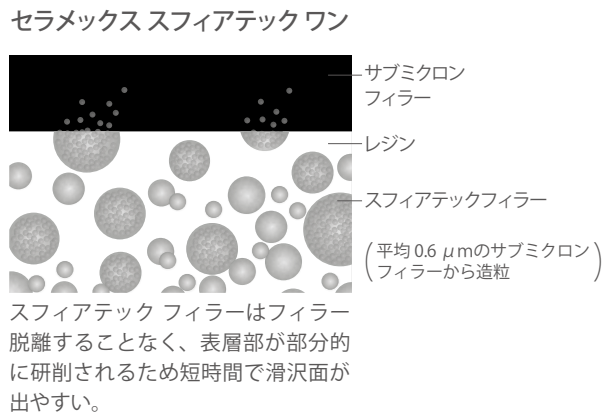 セラメックス スフィアテック ワン
サブミクロン
フィラー
レジン
スフィアテックフィラー
(平均 0.6 μmのサブミクロン
フィラーから造粒)
スフィアテック フィラーはフィラー
脱離することなく、表層部が部分的
に研削されるため短時間で滑沢面が
出やすい。